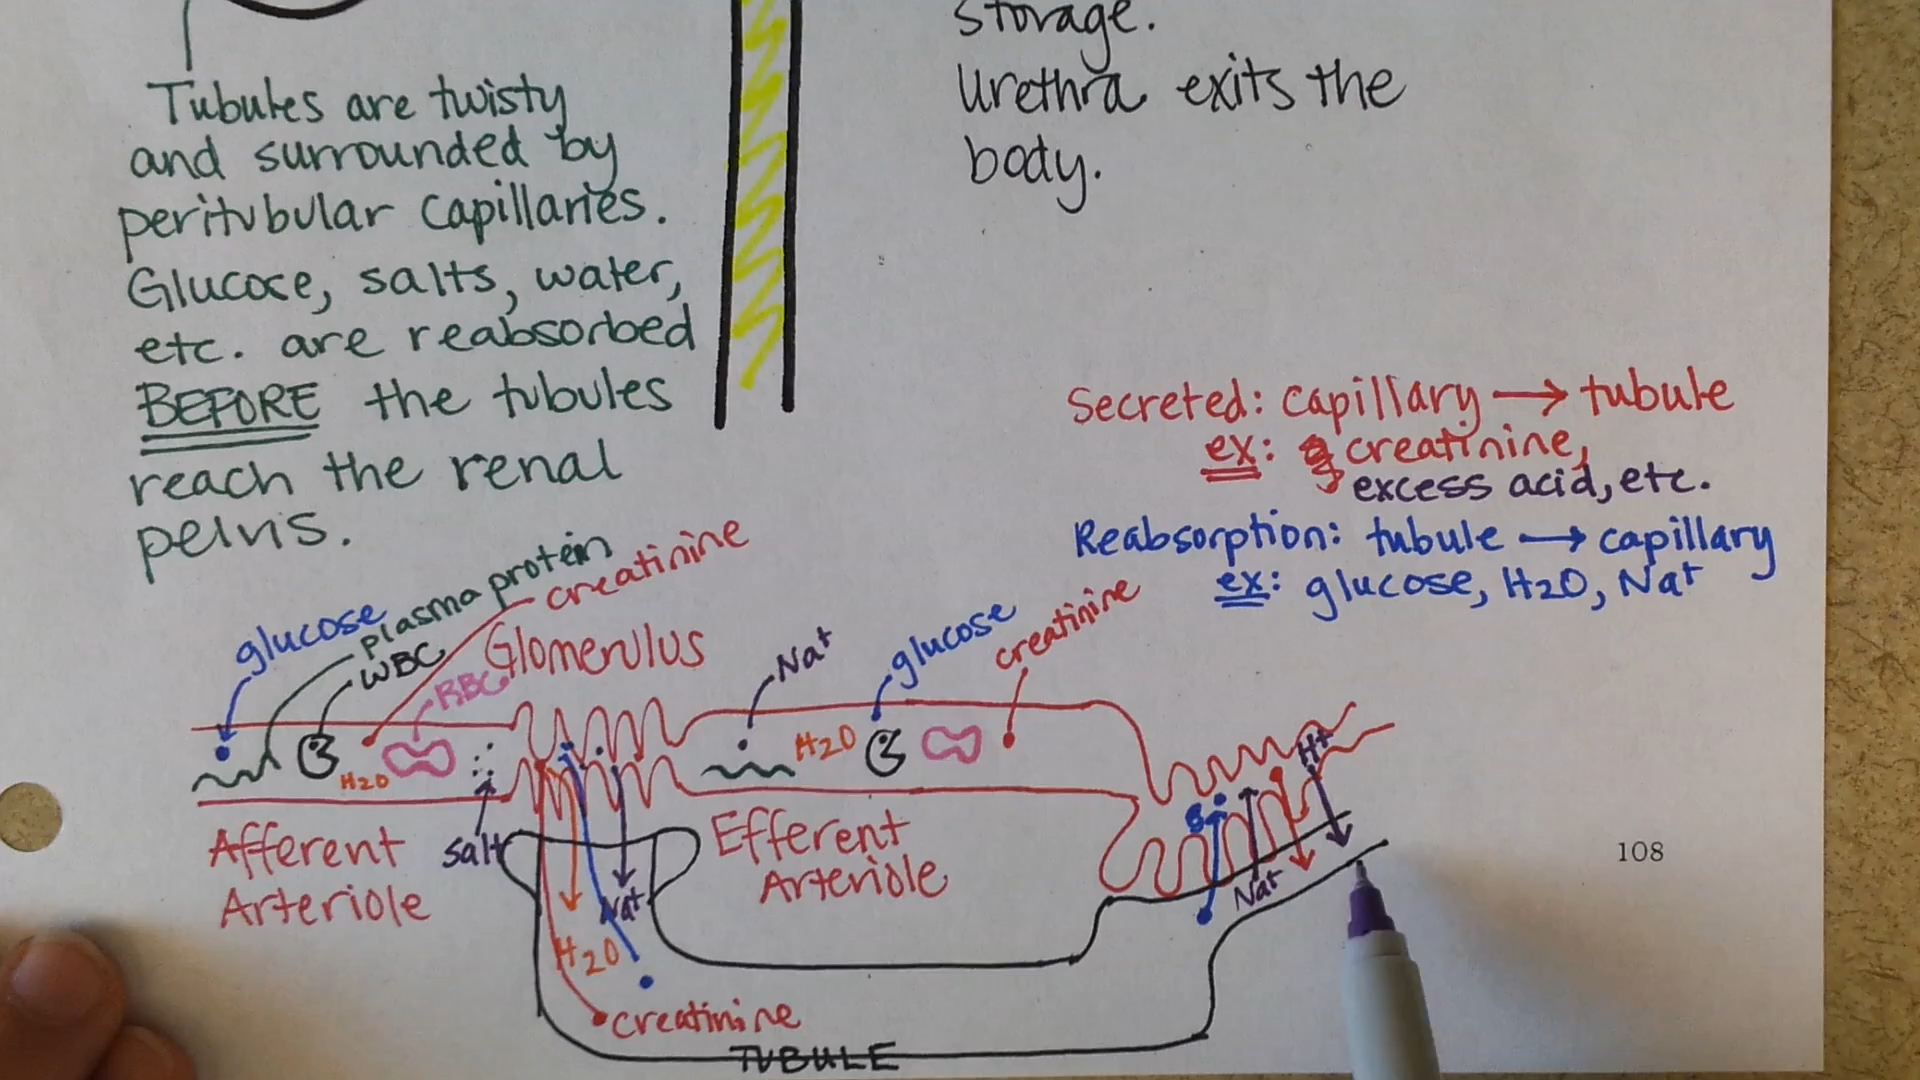 storage.
Urethra exits the
body.
Tubules are twisty
and surrounded by
peritubular capillaries.
Glucose, salts, water,
etc. are reabsorbed
BEFORE the tubules
reach the renal
pelvis.
Secreted: capillary → tubule
ex: creatinine,
excess acid, etc.
Reabsorption: tubule → capillary
ex: glucose, H2O, Na+
glucose
plasma protein
WBC
creatinine
RBC
Glomerulus
Na+
glucose
creatinine
H2O
H2O
H+
salt
Afferent
Arteriole
Efferent
Arteriole
Na+
Na+
H2O
creatinine
TUBULE
108